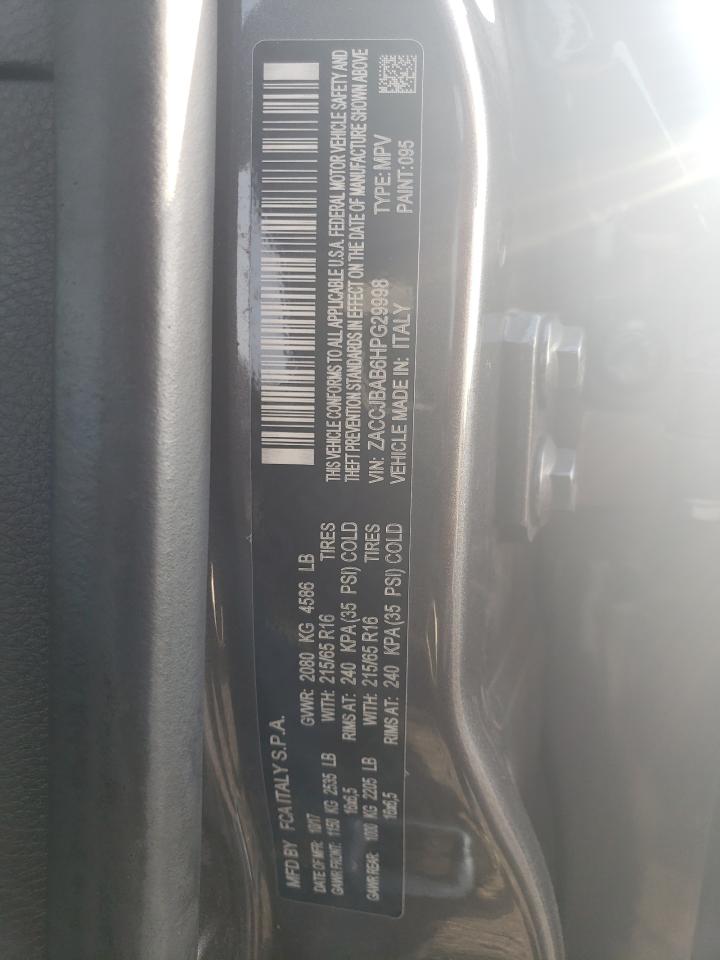 MFD BY FCA ITALY S.P.A.
DATE OF MFR: 10/17
GVWR: 2080 KG 4586 LB
GAWR FRONT: 1150 KG 2535 LB
WITH: 215/65 R16 TIRES
16x6,5
RIMS AT: 240 KPA (35 PSI) COLD
GAWR REAR: 1000 KG 2205 LB
WITH: 215/65 R16 TIRES
16x6,5
RIMS AT: 240 KPA (35 PSI) COLD
THIS VEHICLE CONFORMS TO ALL APPLICABLE U.S.A. FEDERAL MOTOR VEHICLE SAFETY AND
THEFT PREVENTION STANDARDS IN EFFECT ON THE DATE OF MANUFACTURE SHOWN ABOVE
VIN: ZACCJBAB6HPG29998
TYPE: MPV
VEHICLE MADE IN: ITALY
PAINT: 095